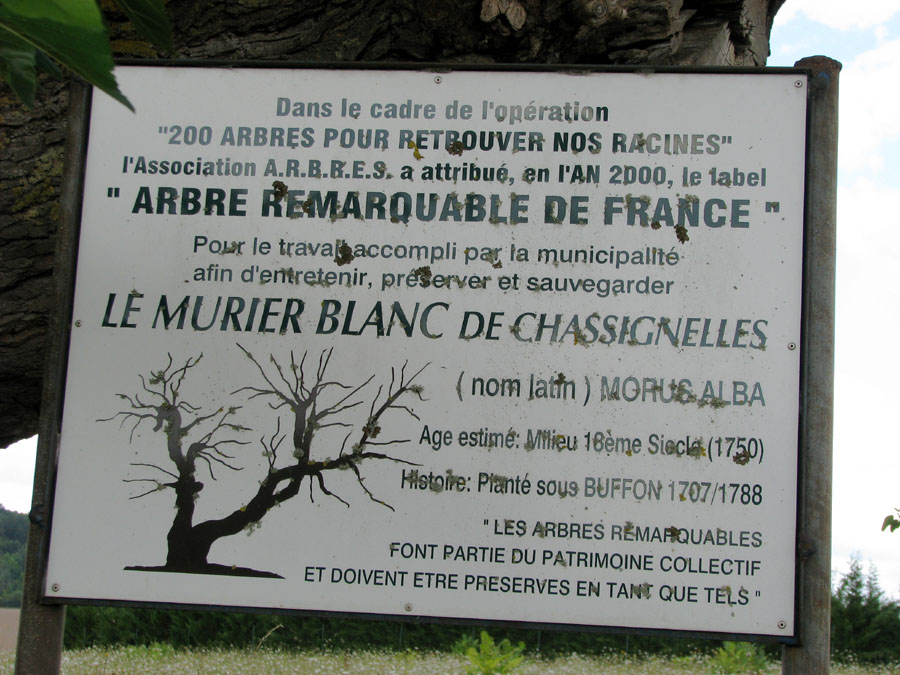 Dans le cadre de l'opération
"200 ARBRES POUR RETROUVER NOS RACINES"
l'Association A.R.B.R.E.S. a attribué, en l'AN 2000, le label
" ARBRE REMARQUABLE DE FRANCE "
Pour le travail accompli par la municipalité
afin d'entretenir, préserver et sauvegarder
LE MURIER BLANC DE CHASSIGNELLES
( nom latin ) MORUS ALBA
Age estimé: Milieu 18ème Siecle (1750)
Histoire: Planté sous BUFFON 1707/1788
" LES ARBRES REMARQUABLES
FONT PARTIE DU PATRIMOINE COLLECTIF
ET DOIVENT ETRE PRESERVES EN TANT QUE TELS "